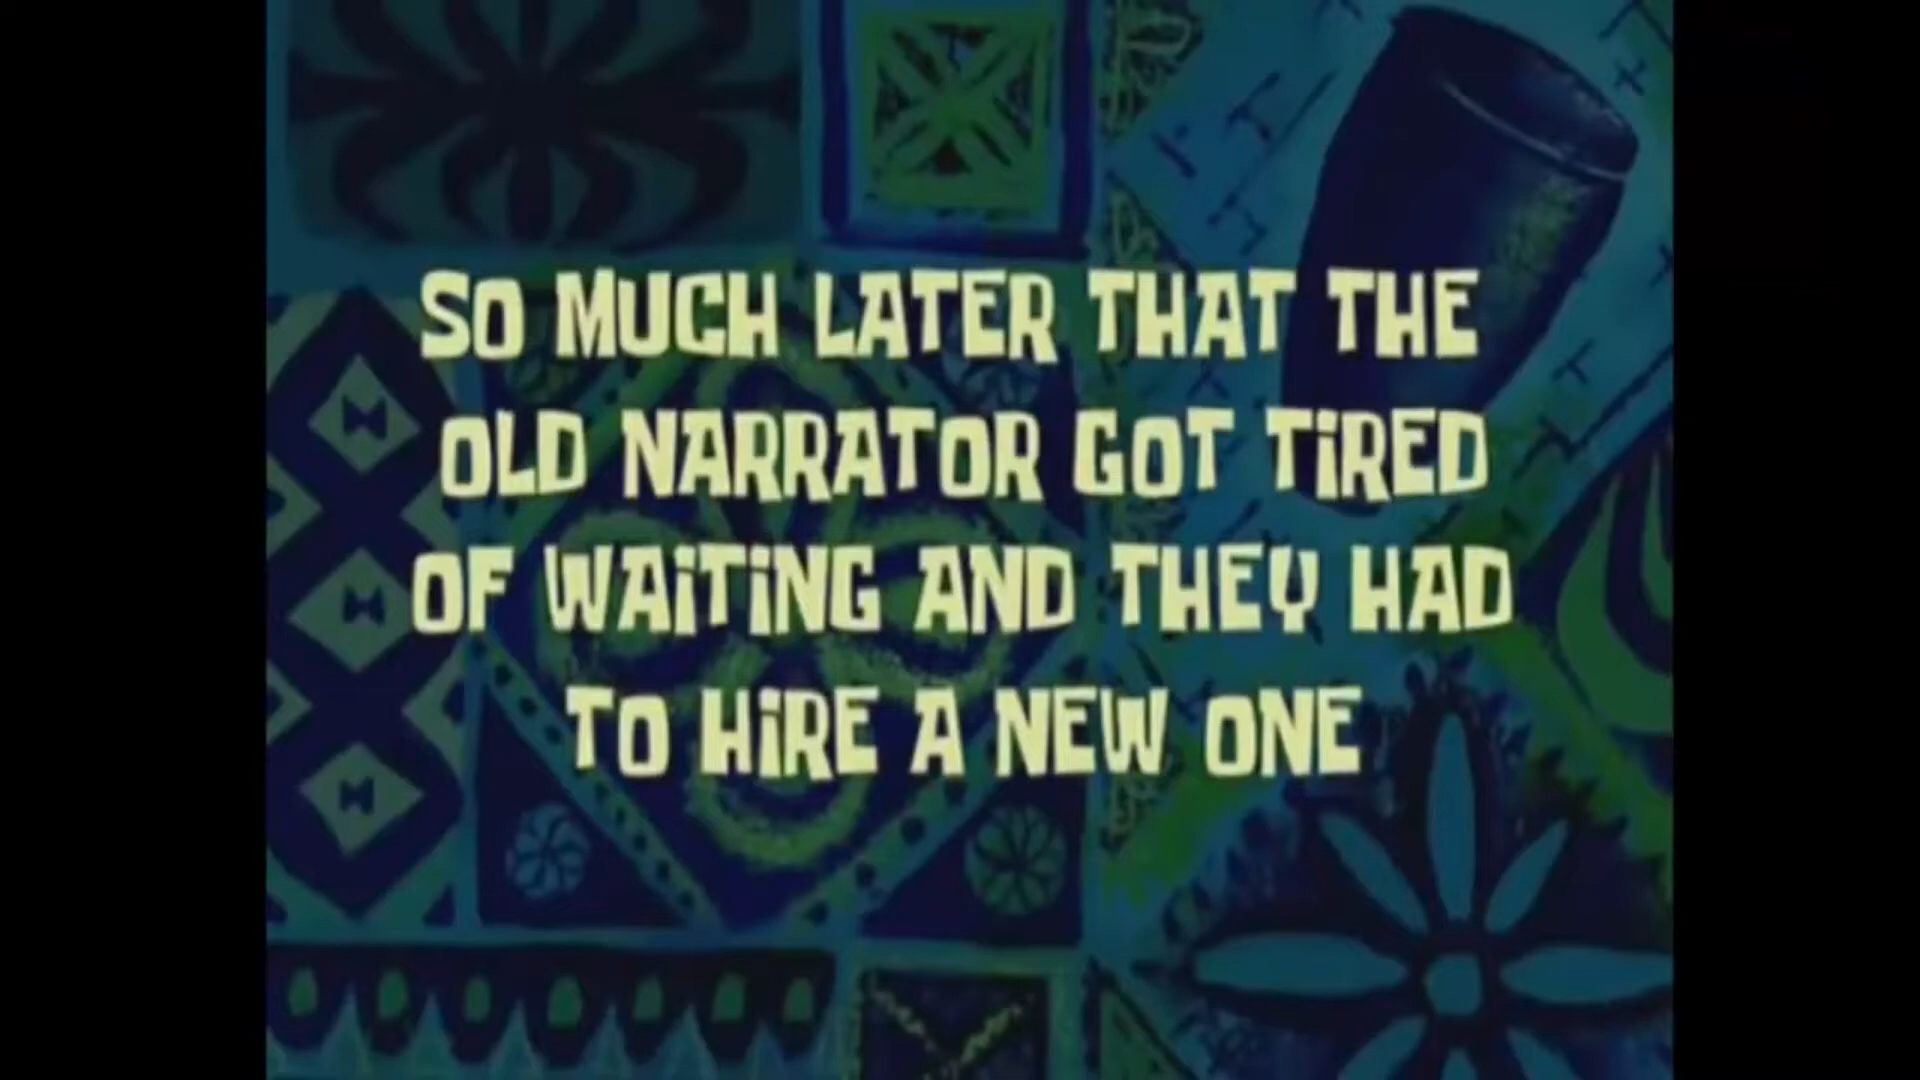 SO MUCH LATER THAT THE
OLD NARRATOR GOT TIRED
OF WAITING AND THEY HAD
TO HIRE A NEW ONE